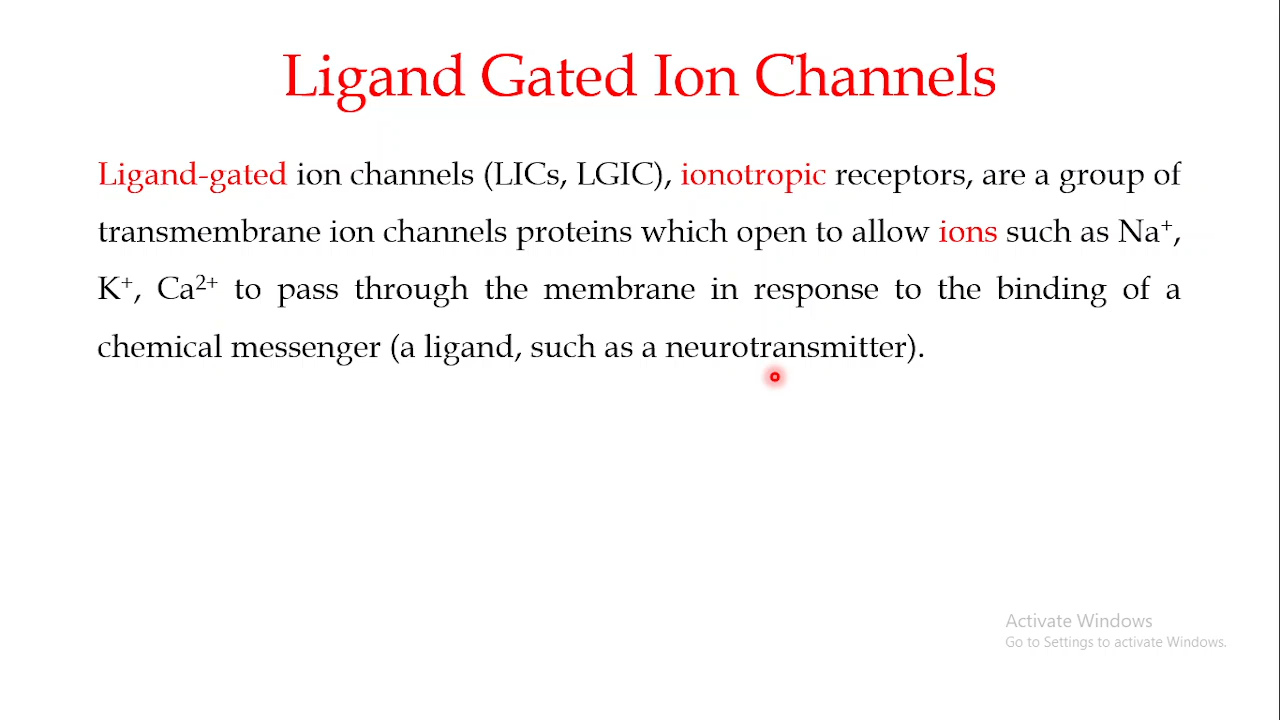 Ligand Gated Ion Channels
Ligand-gated ion channels (LICs, LGIC), ionotropic receptors, are a group of
transmembrane ion channels proteins which open to allow ions such as Na⁺,
K⁺, Ca²⁺ to pass through the membrane in response to the binding of a
chemical messenger (a ligand, such as a neurotransmitter).
Activate Windows
Go to Settings to activate Windows.